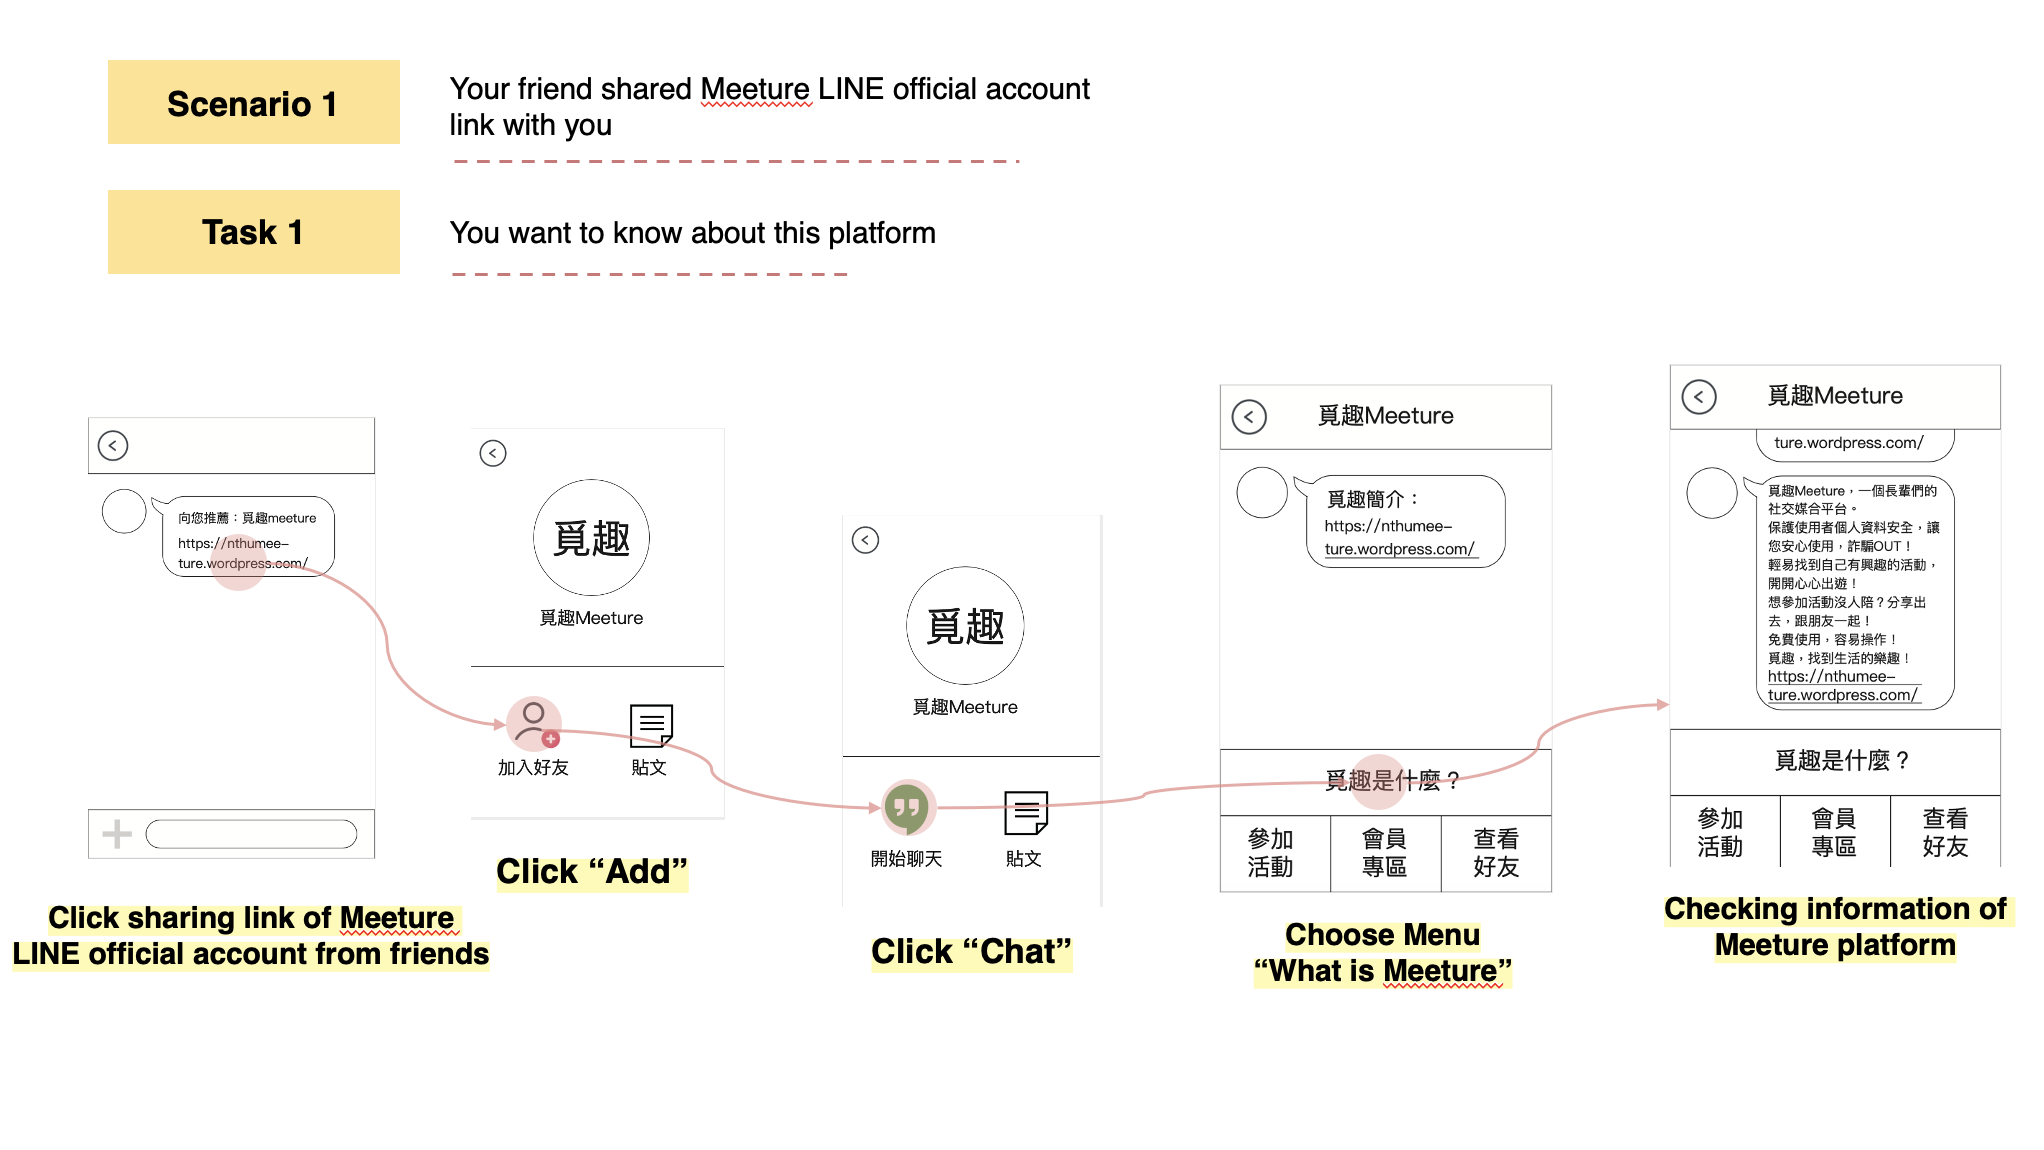 Scenario 1
Your friend shared Meeture LINE official account
link with you
Task 1
You want to know about this platform
向您推薦：覓趣meeture
https://nthumee-
ture.wordpress.com/
Click sharing link of Meeture
LINE official account from friends
覓趣
覓趣Meeture
加入好友
貼文
Click “Add”
覓趣
覓趣Meeture
開始聊天
貼文
Click “Chat”
覓趣Meeture
覓趣簡介：
https://nthumee-
ture.wordpress.com/
覓趣是什麼？
參加
活動
會員
專區
查看
好友
Choose Menu
“What is Meeture”
覓趣Meeture
ture.wordpress.com/
覓趣Meeture，一個長輩們的
社交媒合平台。
保護使用者個人資料安全，讓
您安心使用，詐騙OUT！
輕易找到自己有興趣的活動，
開開心心出遊！
想參加活動沒人陪？分享出
去，跟朋友一起！
免費使用，容易操作！
覓趣，找到生活的樂趣！
https://nthumee-
ture.wordpress.com/
覓趣是什麼？
參加
活動
會員
專區
查看
好友
Checking information of
Meeture platform